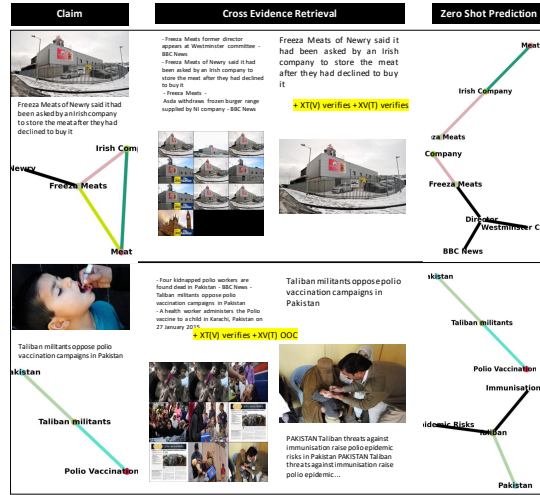 Claim
Cross Evidence Retrieval
Zero Shot Prediction
Freeza Meats of Newry said it had
been asked by an Irish company
to store the meat after they had
declined to buy it
Newry
Irish Com
Freeza Meats
Meat
- Freeza Meats former director
appears at Westminster committee -
BBC News
- Freeza Meats of Newry said it had
been asked by an Irish company
to store the meat after they had declined
to buy it
- Freeza Meats -
Asda withdraws frozen burger range
supplied by NI company - BBC News
Freeza Meats of Newry said it
had been asked by an Irish
company to store the meat
after they had declined to buy
it
+ XT(V) verifies + XV(T) verifies
Meat
Irish Company
za Meats
Company
Freeza Meats
Director
Westminster C
BBC News
Taliban militants oppose polio
vaccination campaigns in Pakistan
akistan
Taliban militants
Polio Vaccination
- Four kidnapped polio workers are
found dead in Pakistan - BBC News -
Taliban militants oppose polio
vaccination campaigns in Pakistan
- A health worker administers the Polio
vaccine to a child in Karachi, Pakistan on
27 January 2015
+ XT(V) verifies + XV(T) OOC
Taliban militants oppose polio
vaccination campaigns in
Pakistan
PAKISTAN Taliban threats against
immunisation raise polio epidemic
risks in Pakistan PAKISTAN Taliban
threats against immunisation raise
polio epidemic...
akistan
Taliban militants
Polio Vaccination
Immunisation
idemic Risks
Taliban
Pakistan